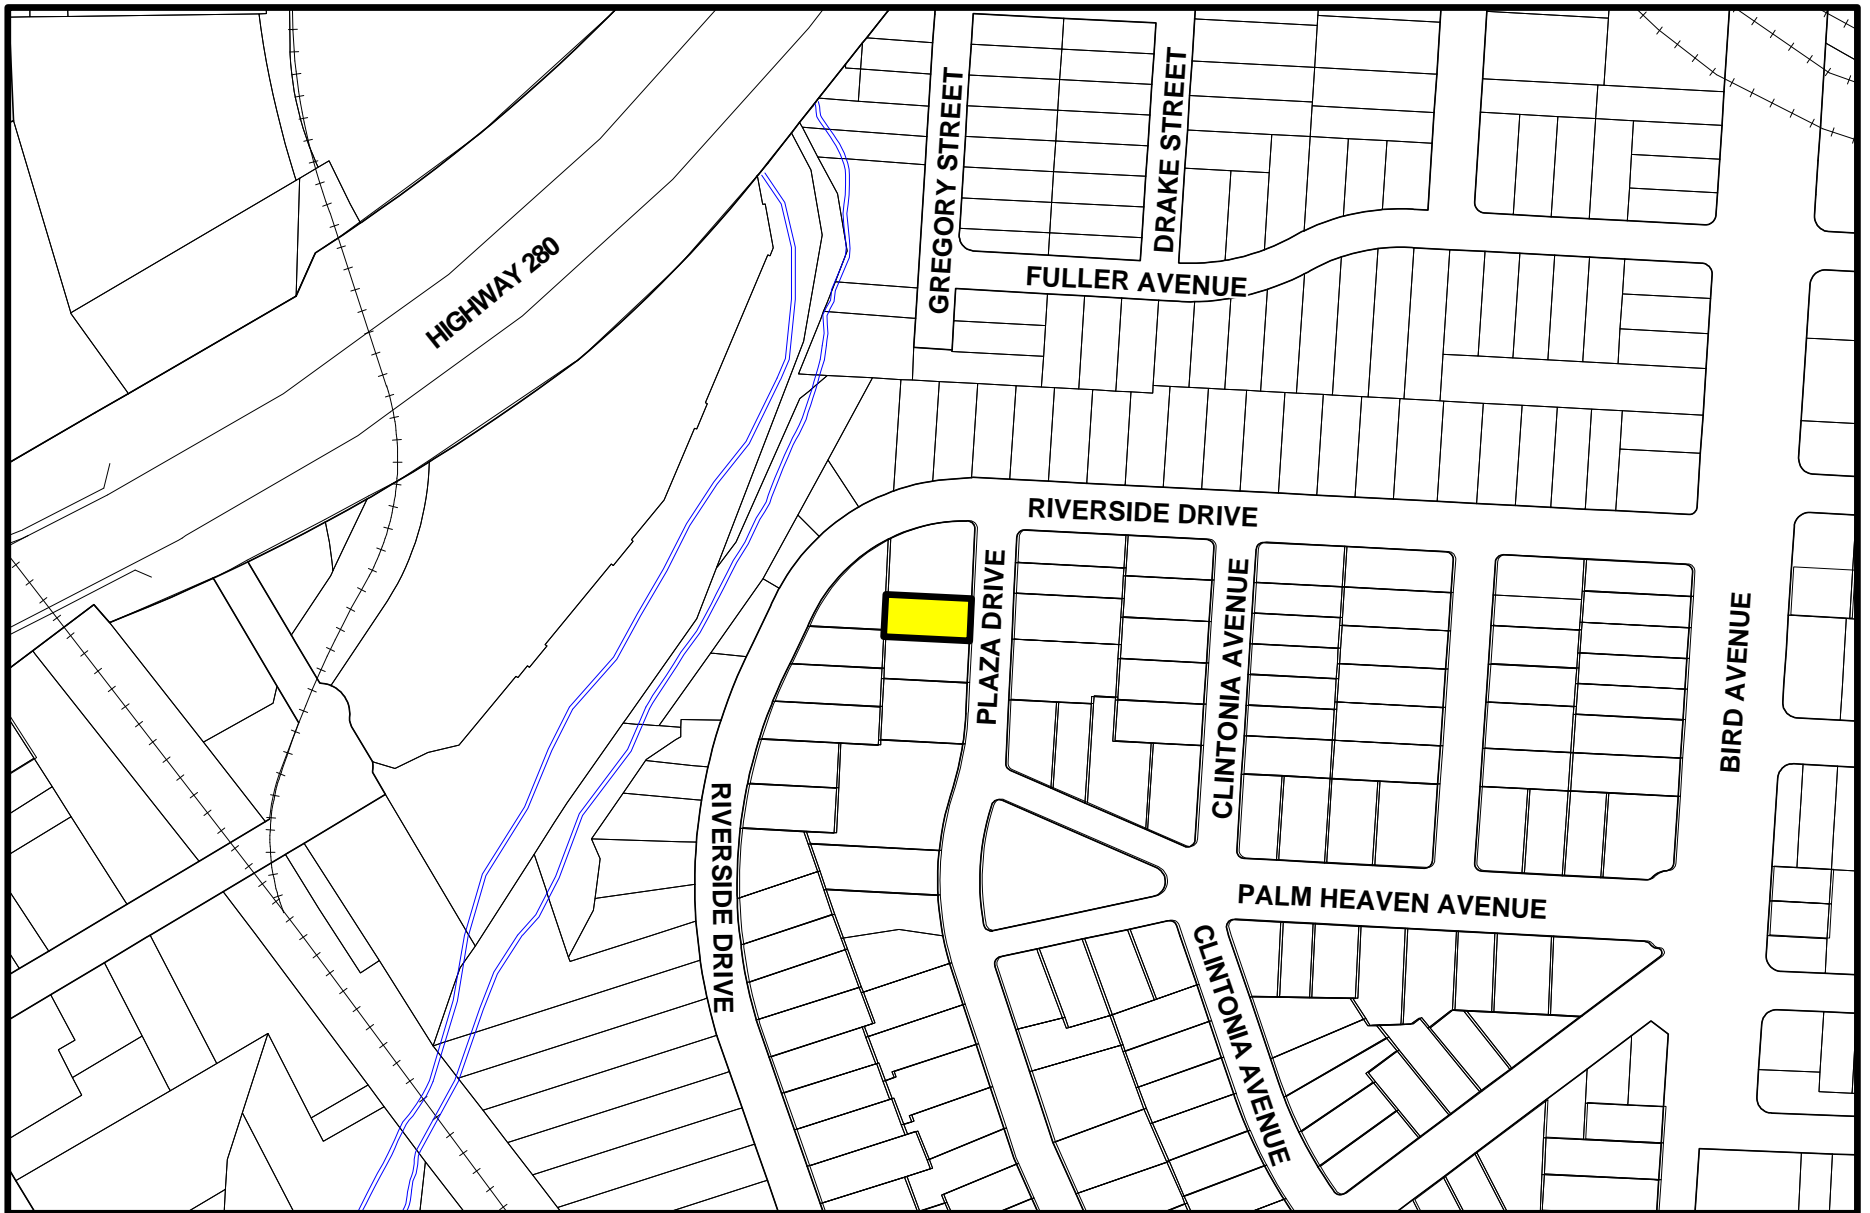 GREGORY STREET
DRAKE STREET
HIGHWAY 280
FULLER AVENUE
RIVERSIDE DRIVE
PLAZA DRIVE
CLINTONIA AVENUE
BIRD AVENUE
RIVERSIDE DRIVE
PALM HEAVEN AVENUE
CLINTONIA AVENUE